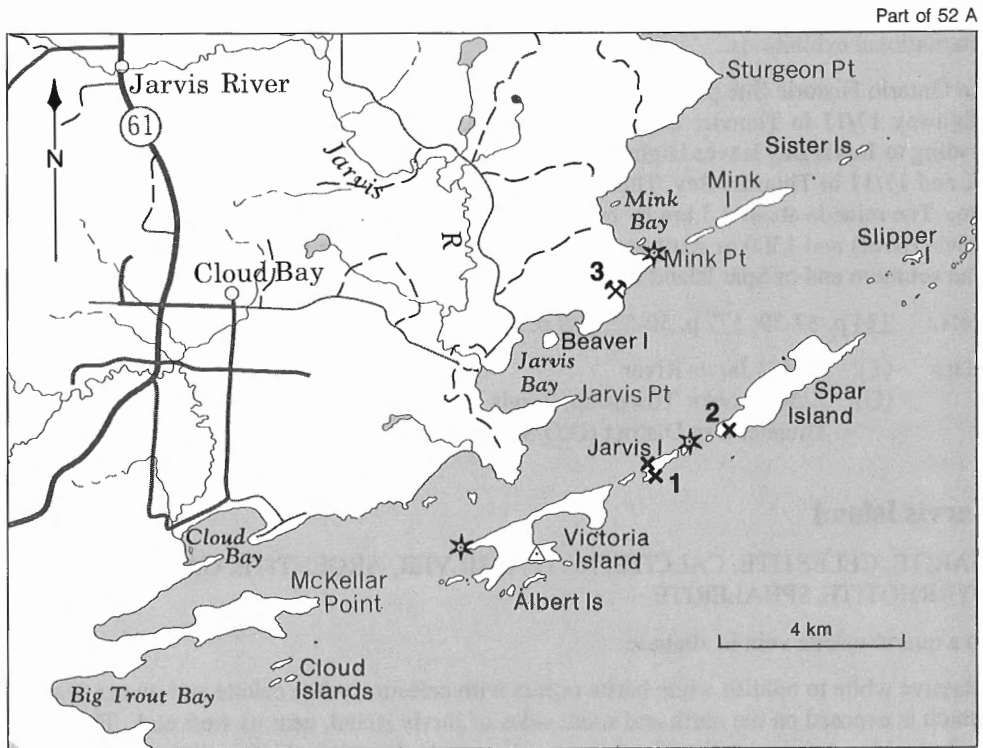 Part of 52 A
Sturgeon Pt
Jarvis River
61
N
Jarvis
R
Sister Is
Mink
I
Mink
Bay
Mink Pt
Slipper
I
Cloud Bay
3
Beaver I
Jarvis
Bay
Jarvis Pt
Spar
Island
2
Jarvis I
1
Cloud
Bay
Victoria
Island
McKellar
Point
Albert Is
4 km
Cloud
Islands
Big Trout Bay